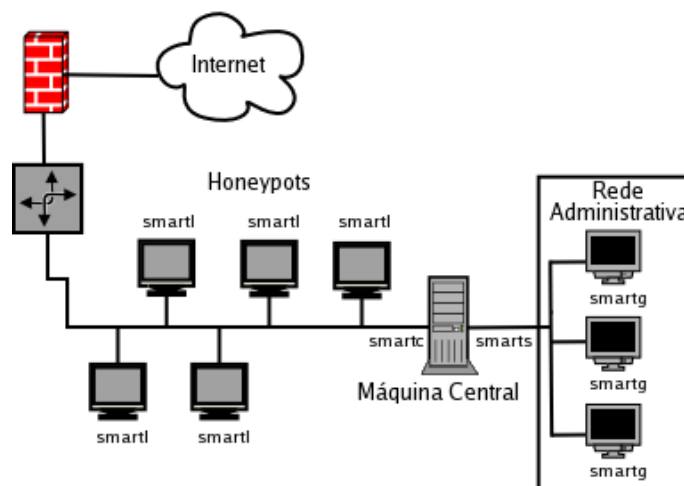 Internet
Honeypots
smartl
smartl
smartl
Rede
Administrativa
smartg
smartc
smarts
smartg
Máquina Central
smartl
smartl
smartg